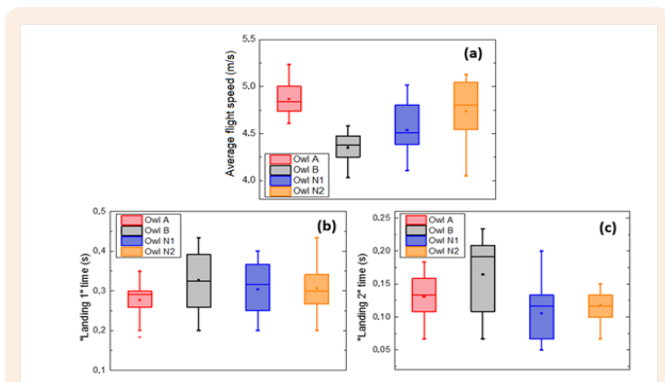 5,5
5,0
4,5
4,0
Average flight speed (m/s)
(a)
Owl A
Owl B
Owl N1
Owl N2
0,5
0,4
0,3
0,2
0,1
"Landing 1" time (s)
(b)
Owl A
Owl B
Owl N1
Owl N2
0,25
0,20
0,15
0,10
0,05
"Landing 2" time (s)
(c)
Owl A
Owl B
Owl N1
Owl N2